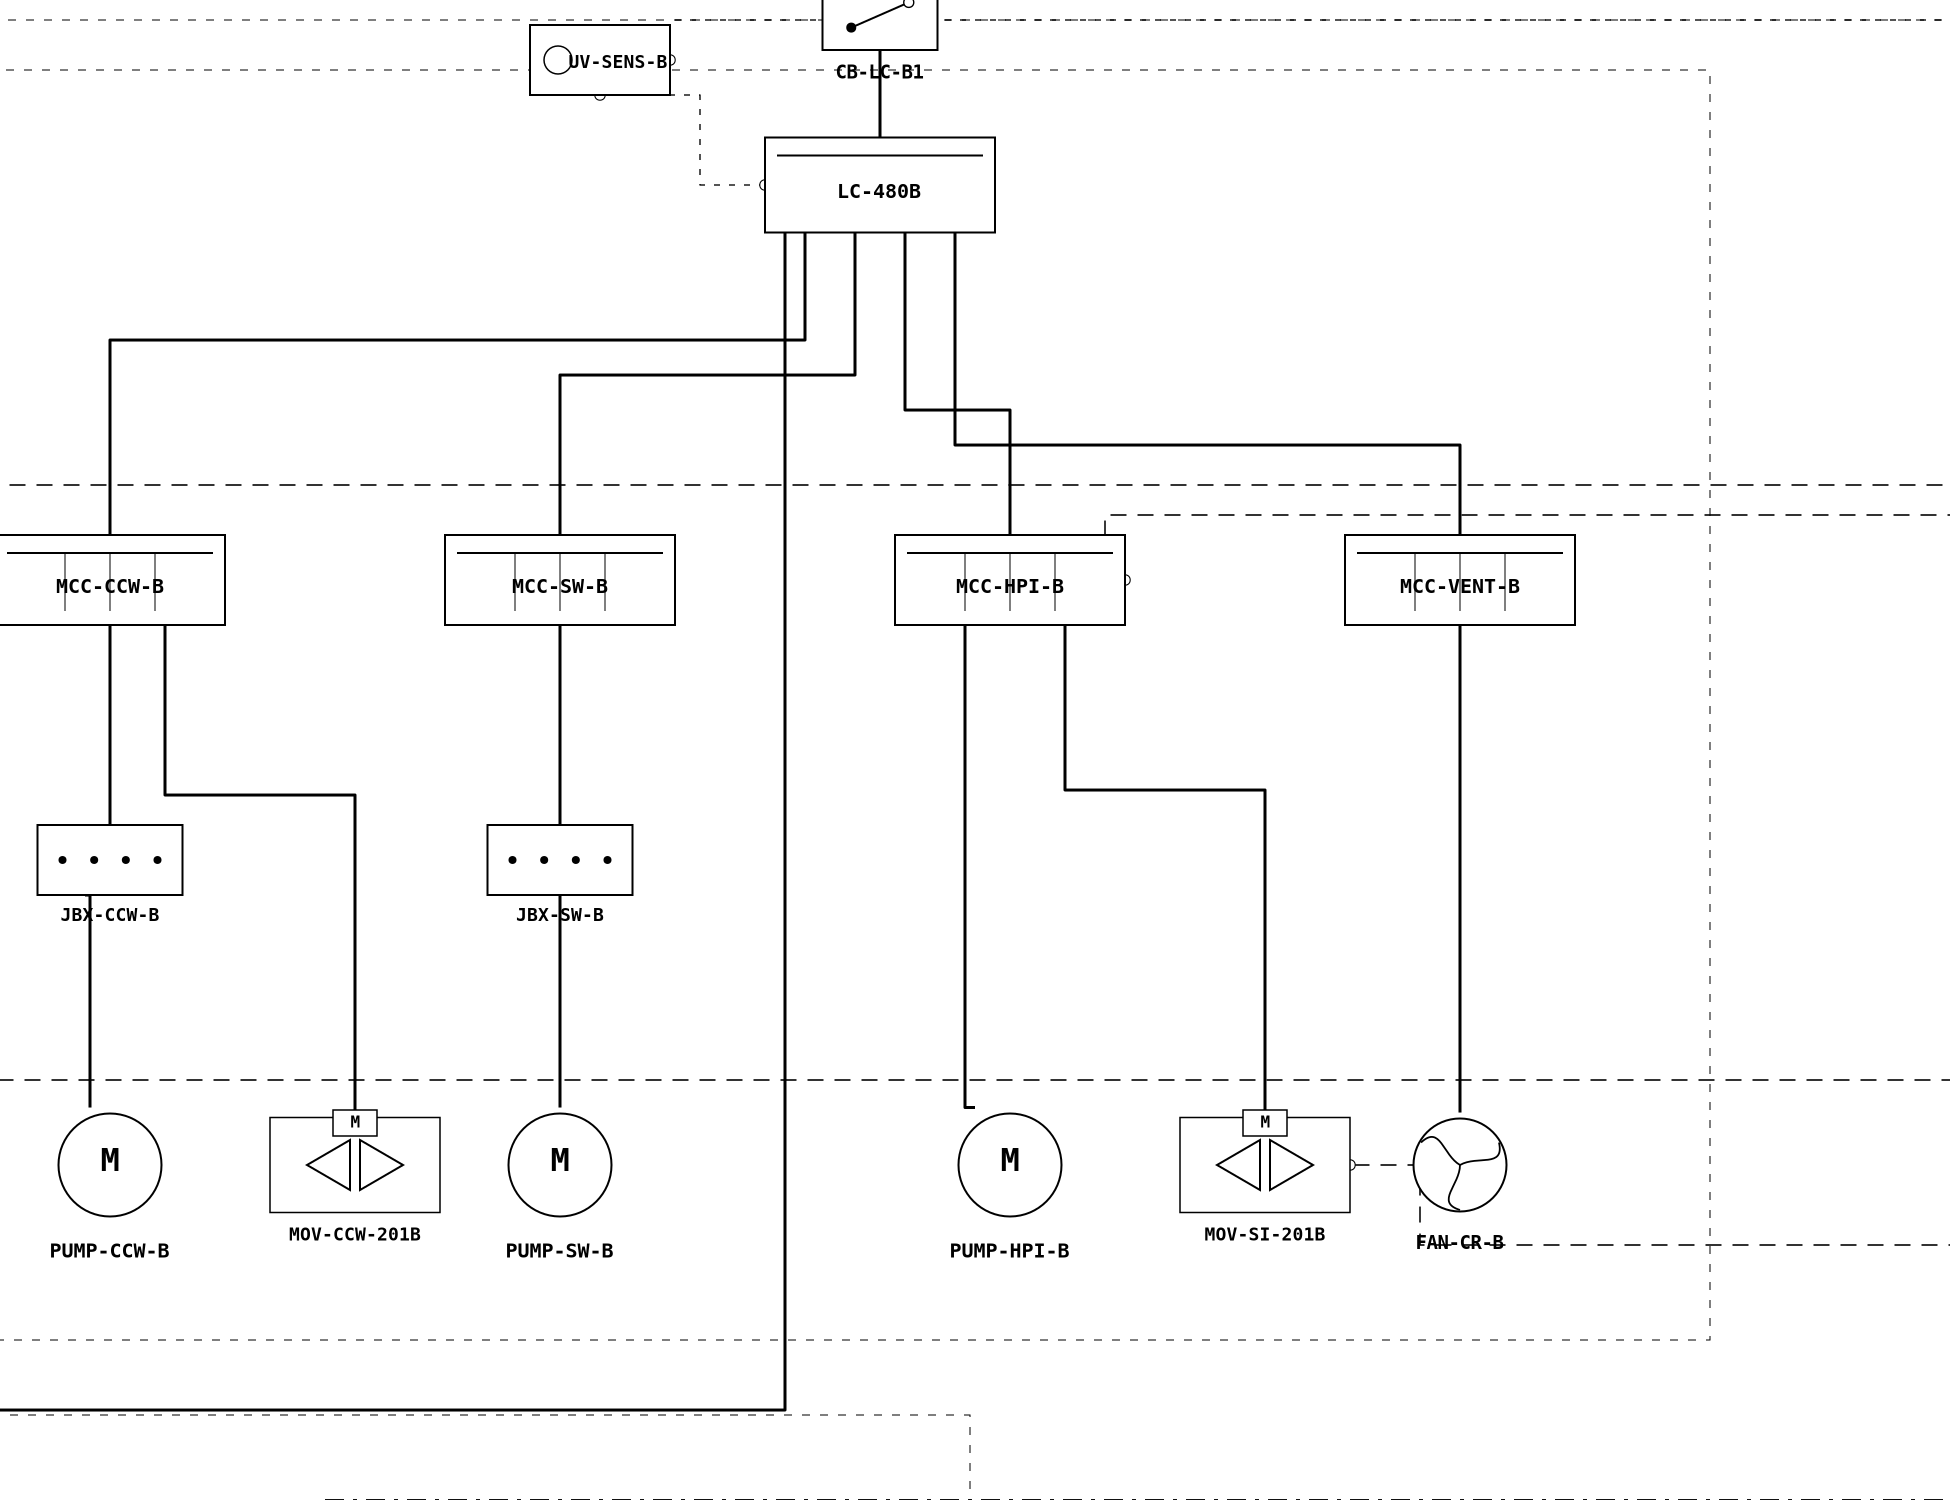 UV-SENS-B
CB-LC-B1
LC-480B
MCC-CCW-B
MCC-SW-B
MCC-HPI-B
MCC-VENT-B
JBX-CCW-B
JBX-SW-B
M
M
M
M
M
MOV-CCW-201B
MOV-SI-201B
FAN-CR-B
PUMP-CCW-B
PUMP-SW-B
PUMP-HPI-B